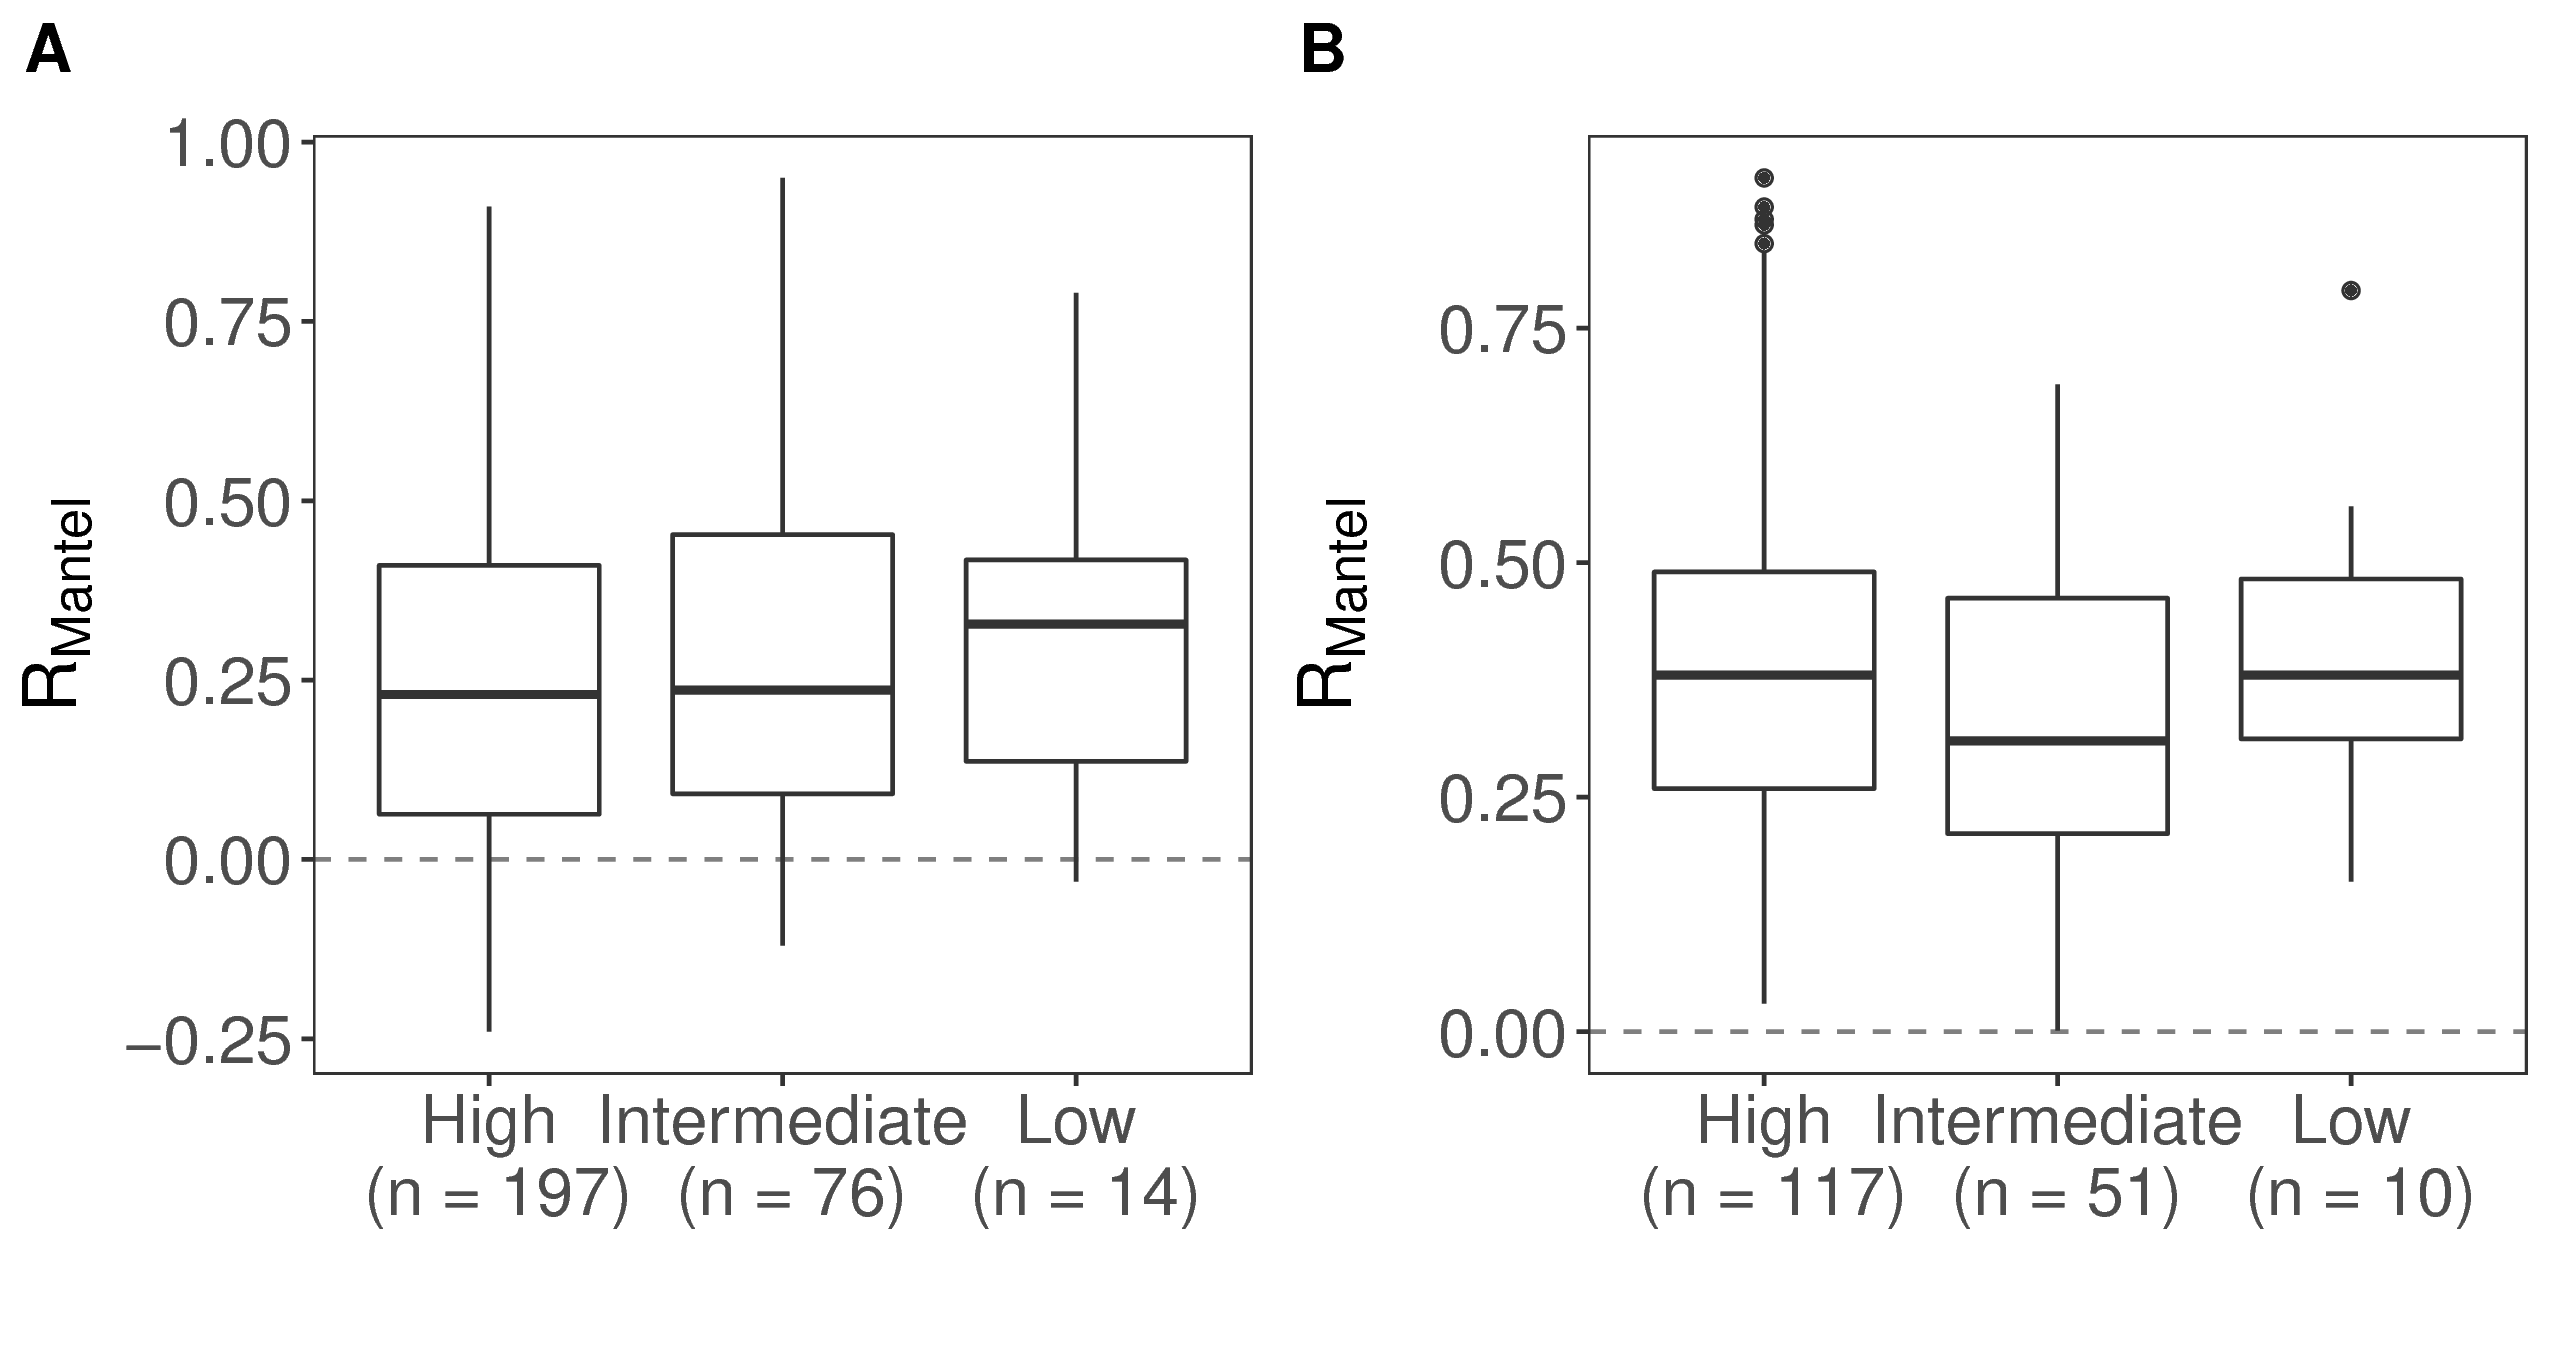 A
1.00
0.75
0.50
0.25
0.00
−0.25
RMantel
High Intermediate Low
(n = 197) (n = 76) (n = 14)
B
0.75
0.50
0.25
0.00
RMantel
High Intermediate Low
(n = 117) (n = 51) (n = 10)